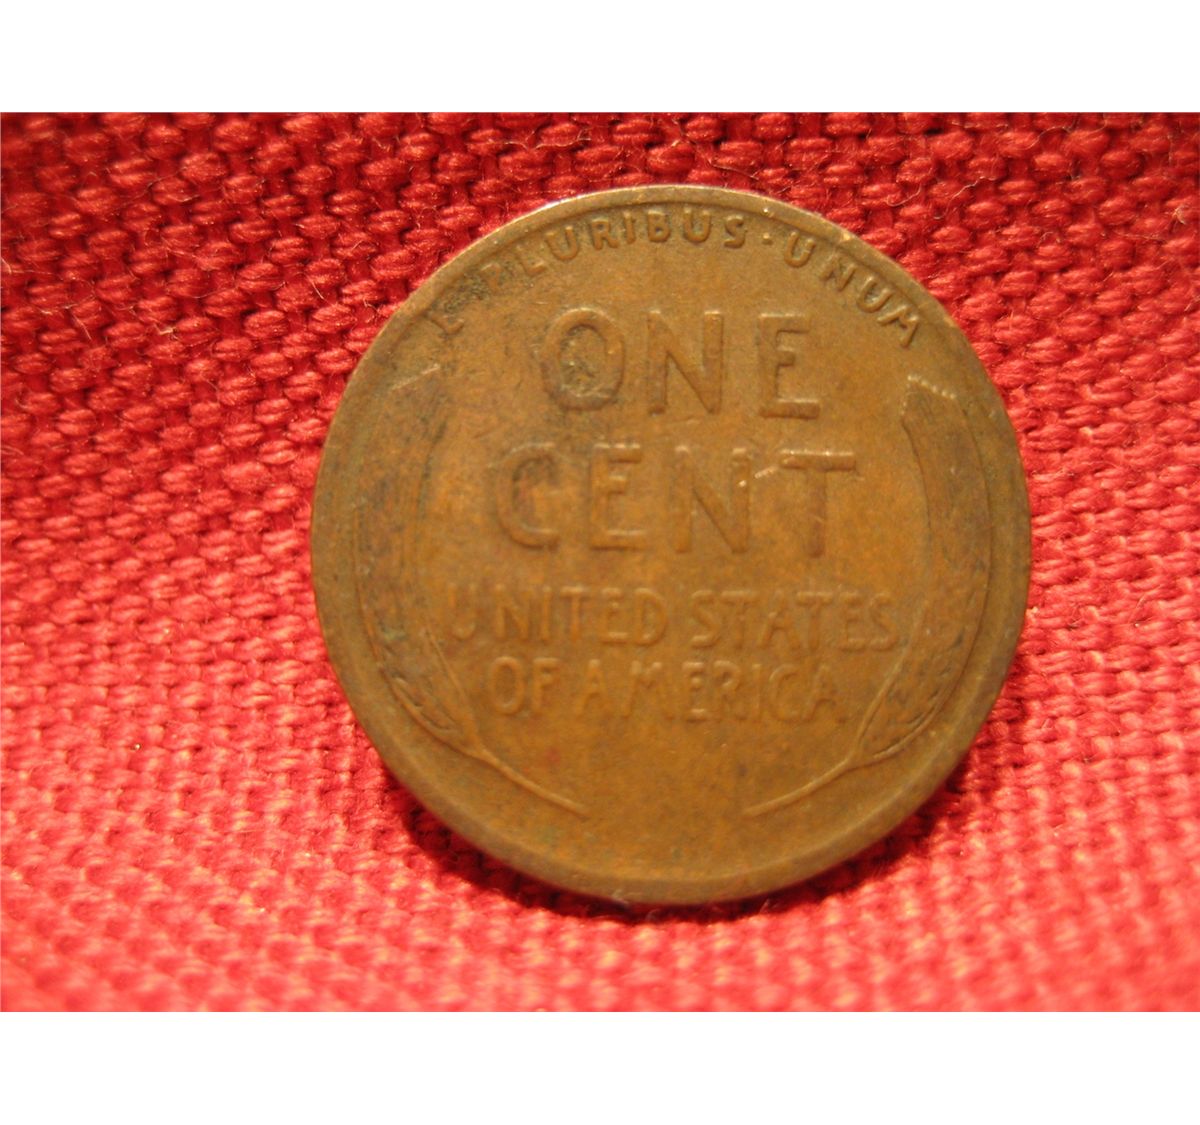 E · PLURIBUS · UNUM
ONE
CENT
UNITED STATES
OF AMERICA